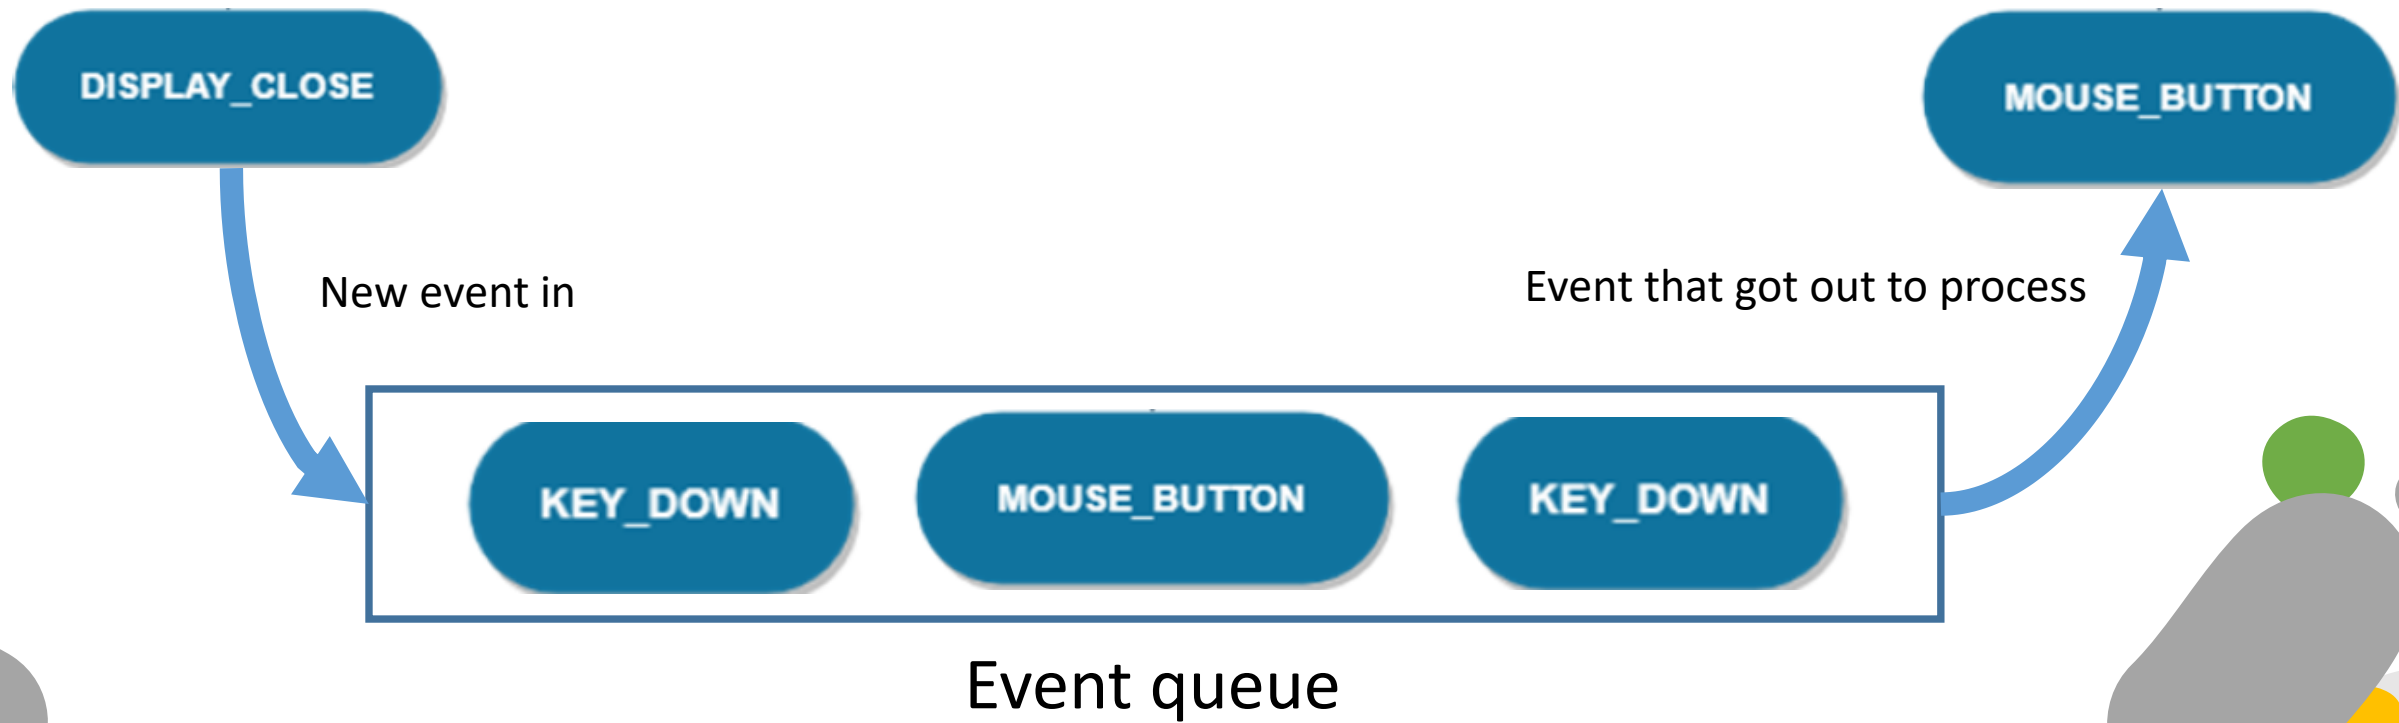 DISPLAY_CLOSE
MOUSE_BUTTON
New event in
Event that got out to process
KEY_DOWN
MOUSE_BUTTON
KEY_DOWN
Event queue